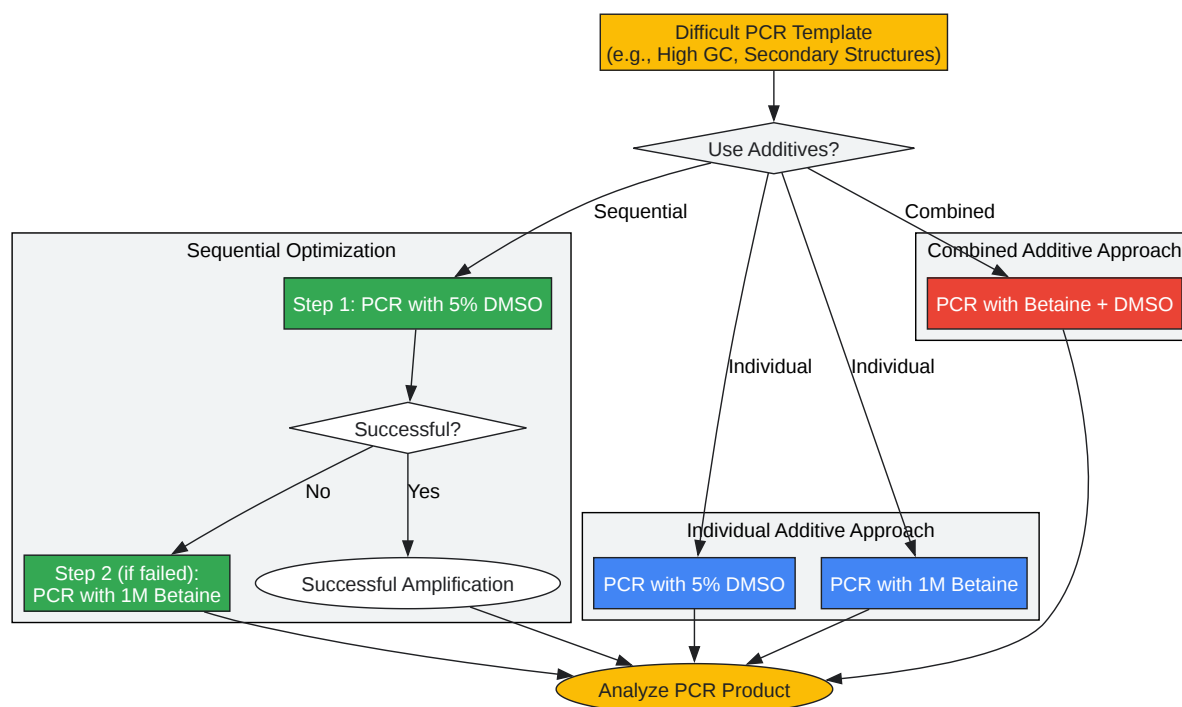 Difficult PCR Template
(e.g., High GC, Secondary Structures)
Use Additives?
Sequential
Combined
Sequential Optimization
Combined Additive Approach
Step 1: PCR with 5% DMSO
PCR with Betaine + DMSO
Individual
Individual
Successful?
No
Yes
Individual Additive Approach
Step 2 (if failed):
PCR with 1M Betaine
Successful Amplification
PCR with 5% DMSO
PCR with 1M Betaine
Analyze PCR Product